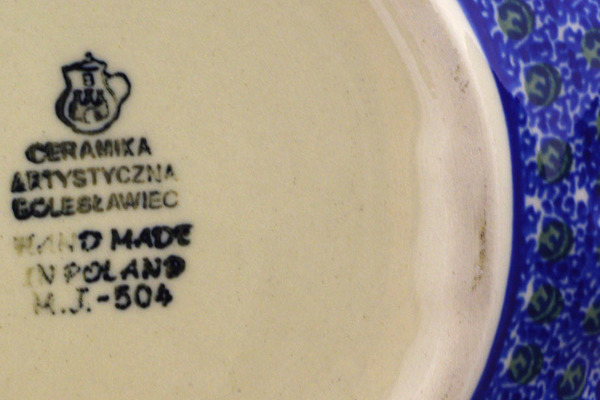 CERAMIKA
ARTYSTYCZNA
BOLESŁAWIEC
HAND MADE
IN POLAND
M.J.-504